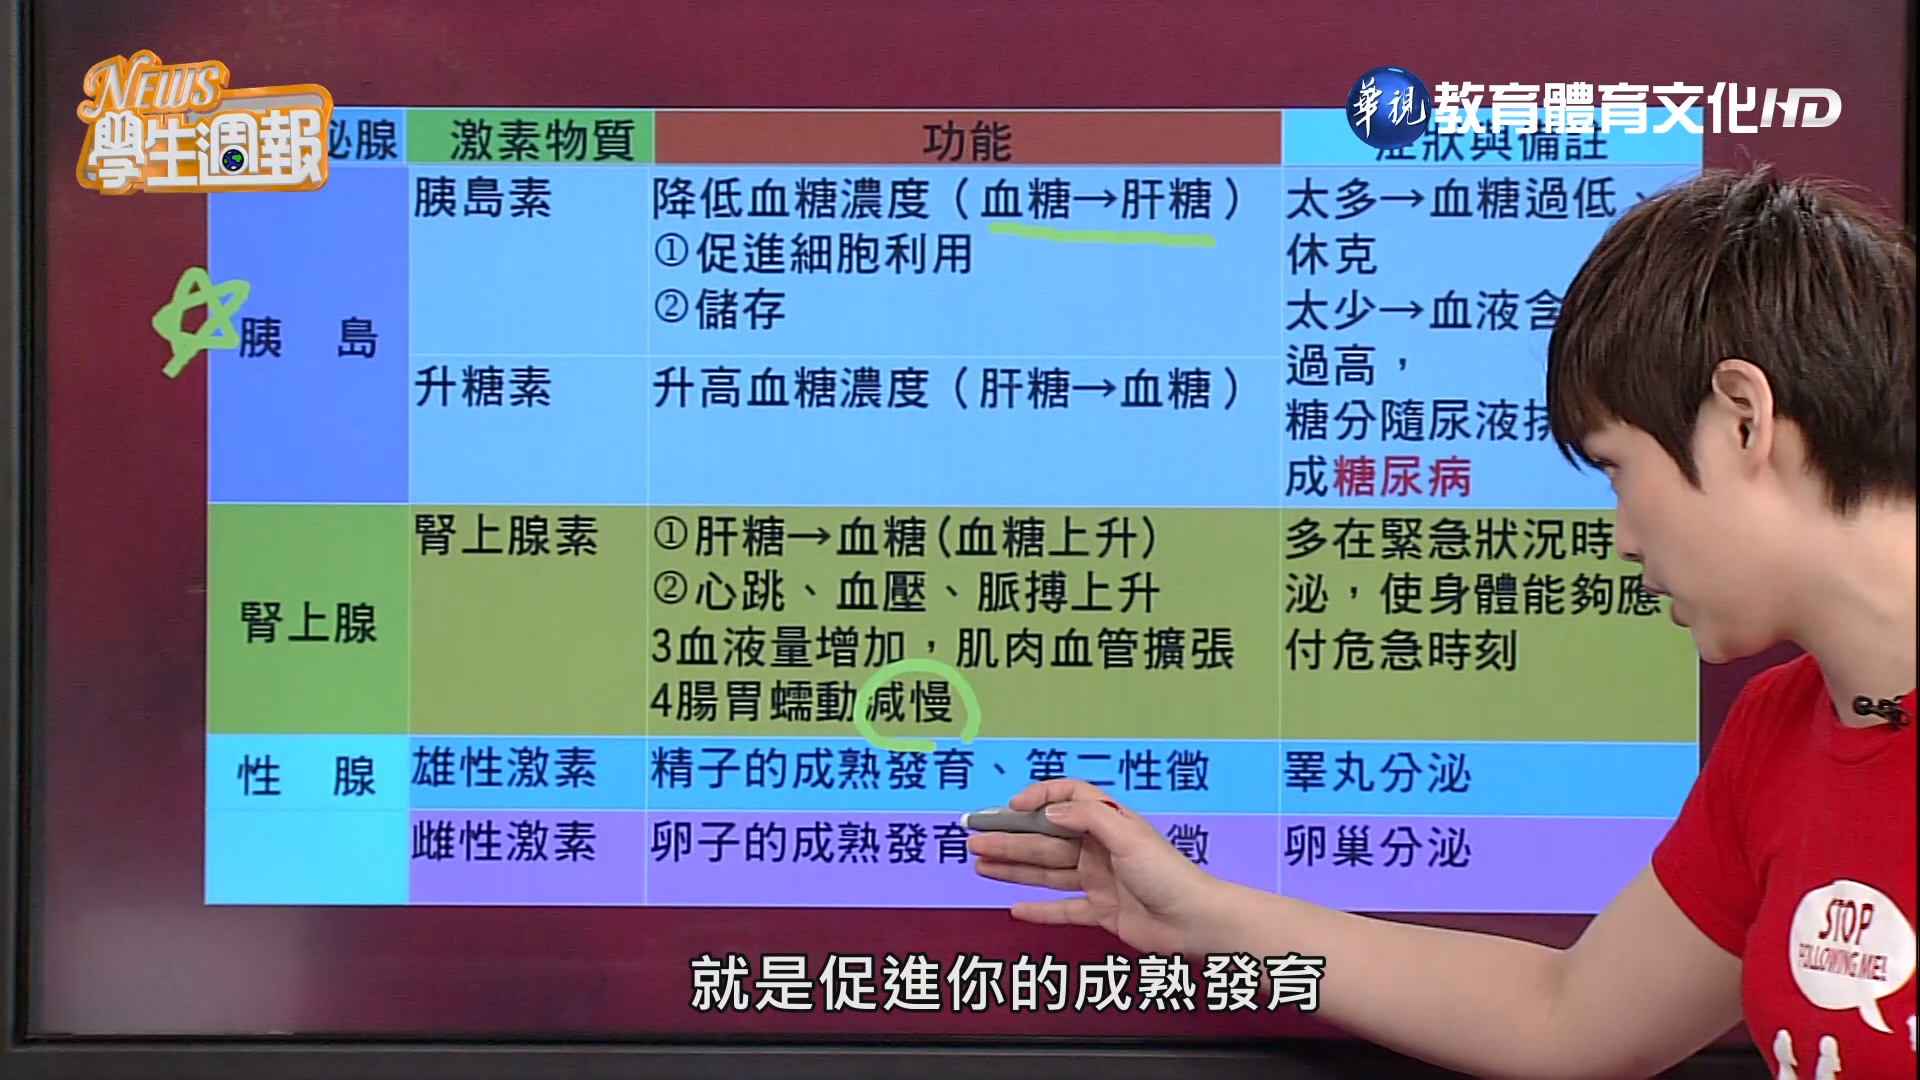 NEWS
學生週報
華視 教育體育文化HD
泌腺 激素物質 功能 症狀與備註
胰島素 降低血糖濃度（血糖→肝糖） 太多→血糖過低、
①促進細胞利用 休克
②儲存 太少→血液含
胰 島
過高，
升糖素 升高血糖濃度（肝糖→血糖）
糖分隨尿液排
成糖尿病
腎上腺素 ①肝糖→血糖(血糖上升) 多在緊急狀況時
②心跳、血壓、脈搏上升 泌，使身體能夠應
腎上腺
3血液量增加，肌肉血管擴張 付危急時刻
4腸胃蠕動減慢
性 腺 雄性激素 精子的成熟發育、第二性徵 睪丸分泌
雌性激素 卵子的成熟發育 徵 卵巢分泌
STOP
FOLLOWING ME!
就是促進你的成熟發育